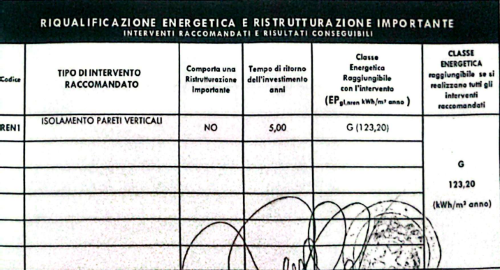 RIQUALIFICAZIONE ENERGETICA E RISTRUTTURAZIONE IMPORTANTE
INTERVENTI RACCOMANDATI E RISULTATI CONSEGUIBILI
Codice
TIPO DI INTERVENTO
RACCOMANDATO
Comporta una
Ristrutturazione
Importante
Tempo di ritorno
dell'investimento
anni
Classe
Energetica
Raggiungibile
con l'intervento
(EPgl,nren kWh/m² anno)
CLASSE
ENERGETICA
raggiungibile se si
realizzano tutti gli
interventi
raccomandati
REN1
ISOLAMENTO PARETI VERTICALI
NO
5,00
G (123,20)
G
123,20
(kWh/m² anno)